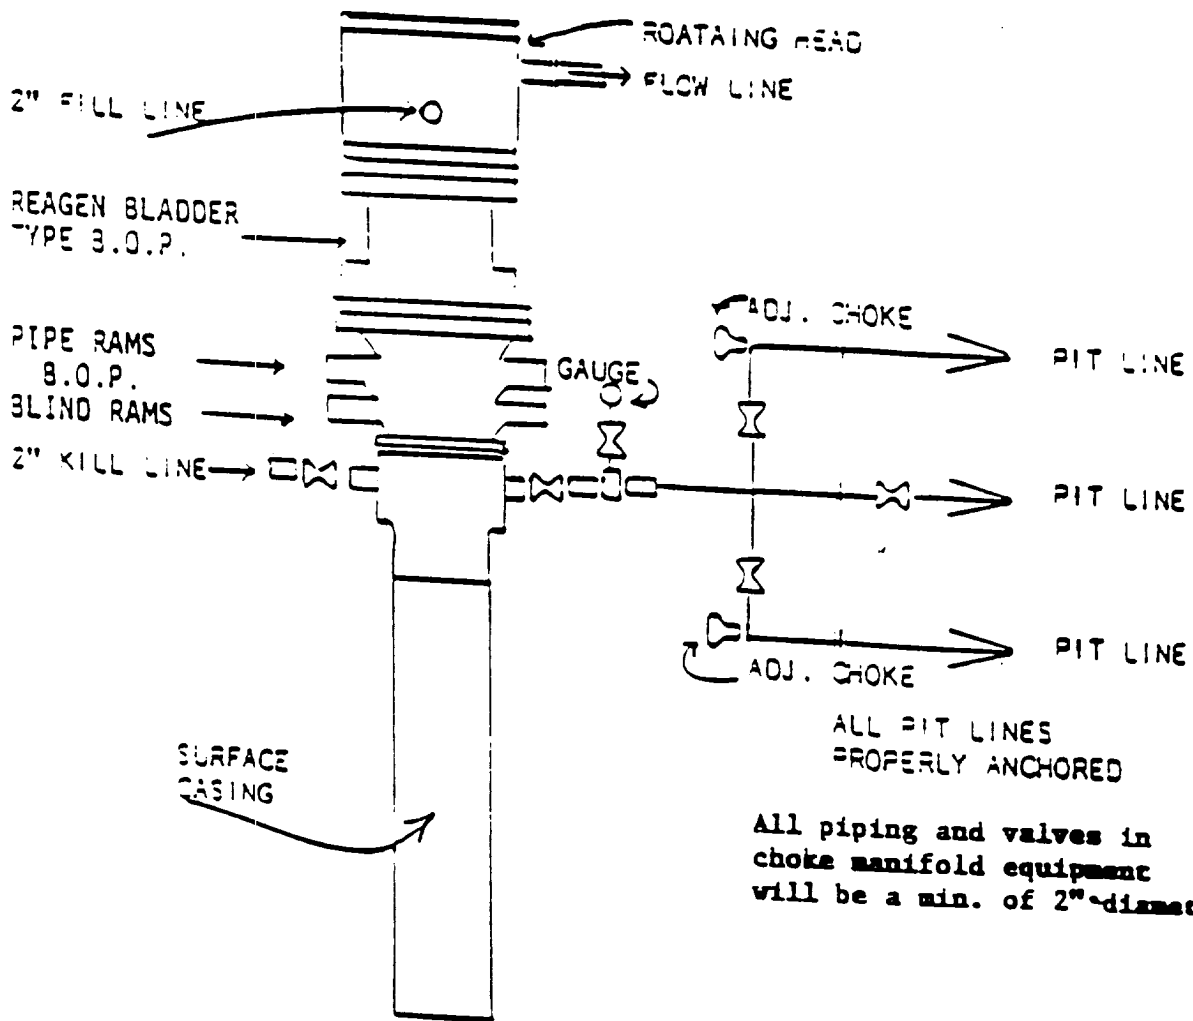 ROATAING HEAD
FLOW LINE
2" FILL LINE
REAGEN BLADDER
TYPE B.O.P.
ADJ. CHOKE
PIT LINE
PIPE RAMS
B.O.P.
GAUGE
BLIND RAMS
2" KILL LINE
PIT LINE
PIT LINE
ADJ. CHOKE
ALL PIT LINES
PROPERLY ANCHORED
SURFACE
CASING
All piping and valves in
choke manifold equipment
will be a min. of 2" diamet